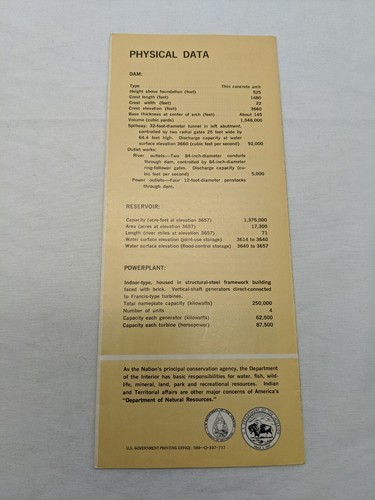 PHYSICAL DATA
DAM:
Type Thin concrete arch
Height above foundation (feet) 525
Crest length (feet) 1480
Crest width (feet) 22
Crest elevation (feet) 3660
Base thickness at center of arch (feet) About 145
Volume (cubic yards) 1,546,000
Spillway: 32-foot-diameter tunnel in left abutment,
controlled by two radial gates 25 feet wide by
64.4 feet high. Discharge capacity at water
surface elevation 3660 (cubic feet per second) 92,000
Outlet works:
River outlets—Two 84-inch-diameter conduits
through dam, controlled by 84-inch-diameter
ring-follower gates. Discharge capacity (cu-
bic feet per second) 5,000
Power outlets—Four 12-foot-diameter penstocks
through dam.
RESERVOIR:
Capacity (acre-feet at elevation 3657) 1,375,000
Area (acres at elevation 3657) 17,300
Length (river miles at elevation 3657) 71
Water surface elevation (joint-use storage) 3614 to 3640
Water surface elevation (flood-control storage) 3640 to 3657
POWERPLANT:
Indoor-type, housed in structural-steel framework building
faced with brick. Vertical-shaft generators direct-connected
to Francis-type turbines.
Total nameplate capacity (kilowatts) 250,000
Number of units 4
Capacity each generator (kilowatts) 62,500
Capacity each turbine (horsepower) 87,500
As the Nation's principal conservation agency, the Department
of the Interior has basic responsibilities for water, fish, wild-
life, mineral, land, park and recreational resources. Indian
and Territorial affairs are other major concerns of America's
"Department of Natural Resources."
U.S. GOVERNMENT PRINTING OFFICE